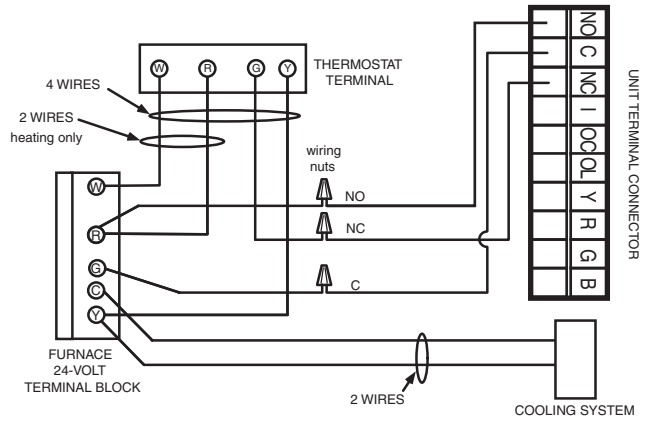 W
R
G
Y
THERMOSTAT
TERMINAL
4 WIRES
2 WIRES
heating only
wiring
nuts
NO
NC
C
W
R
G
C
Y
FURNACE
24-VOLT
TERMINAL BLOCK
NO
C
NC
I
OC
OL
Y
R
G
B
UNIT TERMINAL CONNECTOR
2 WIRES
COOLING SYSTEM